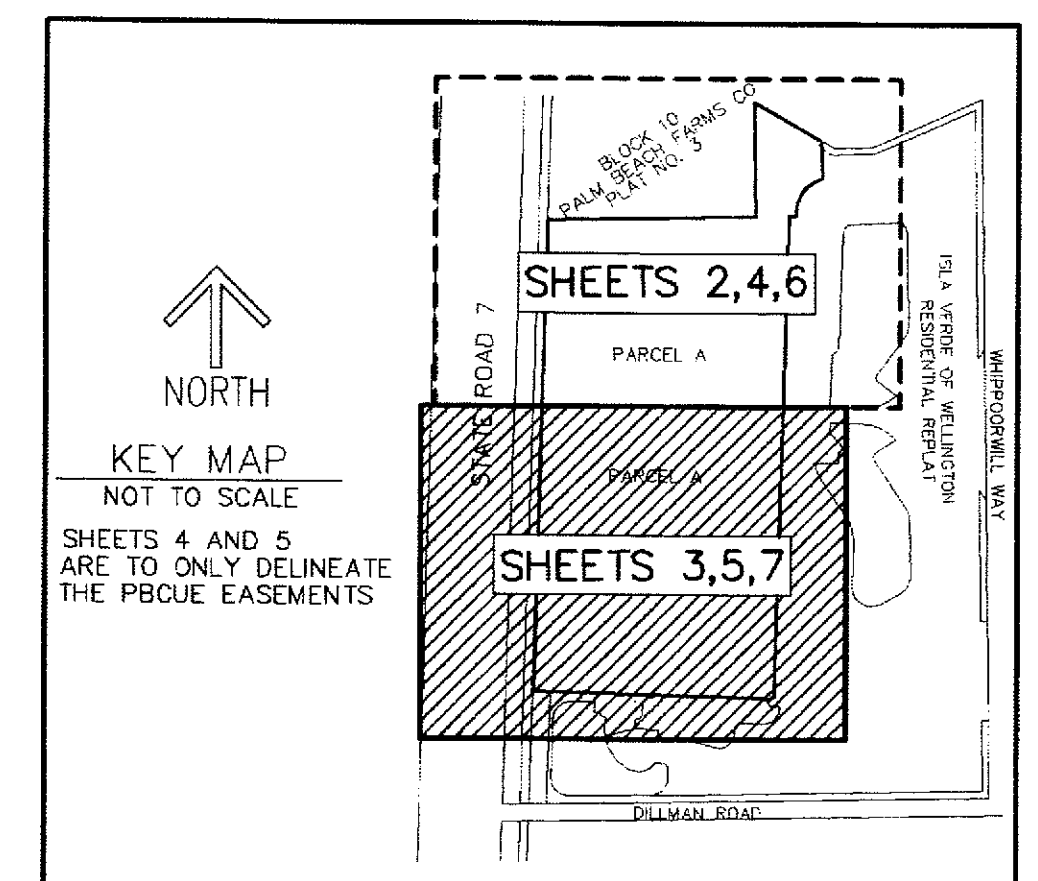 BLOCK 10
PALM BEACH FARMS CO
PLAT NO. 3
SHEETS 2,4,6
STATE ROAD 7
PARCEL A
ISLA VERDE OF WELLINGTON
RESIDENTIAL REPLAT
WHIPPOORWILL WAY
NORTH
KEY MAP
NOT TO SCALE
SHEETS 4 AND 5
ARE TO ONLY DELINEATE
THE PBCUE EASEMENTS
PARCEL A
SHEETS 3,5,7
DILLMAN ROAD